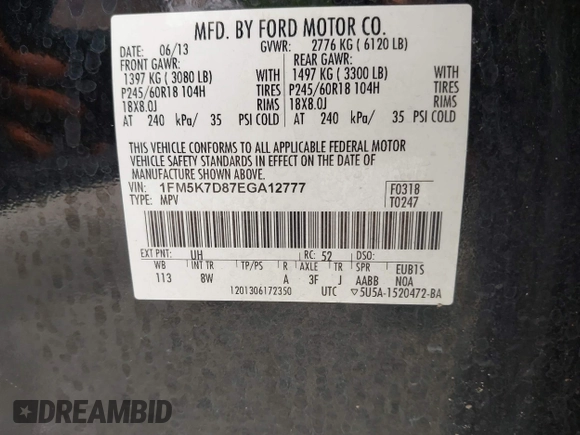 MFD. BY FORD MOTOR CO.
DATE: 06/13 GVWR: 2776 KG ( 6120 LB)
FRONT GAWR: REAR GAWR:
1397 KG ( 3080 LB) WITH 1497 KG ( 3300 LB) WITH
P245/60R18 104H TIRES P245/60R18 104H TIRES
18X8.0J RIMS 18X8.0J RIMS
AT 240 kPa/ 35 PSI COLD AT 240 kPa/ 35 PSI COLD
THIS VEHICLE CONFORMS TO ALL APPLICABLE FEDERAL MOTOR
VEHICLE SAFETY STANDARDS IN EFFECT ON THE DATE OF
MANUFACTURE SHOWN ABOVE.
VIN: 1FM5K7D87EGA12777 F0318
TYPE: MPV T0247
EXT PNT: UH RC: 52 DSO:
WB INT TR TP/PS R AXLE TR SPR EUB1S
113 8W A 3F J AABB N0A
1201306172350 UTC ▽5U5A-1520472-BA
DREAMBID